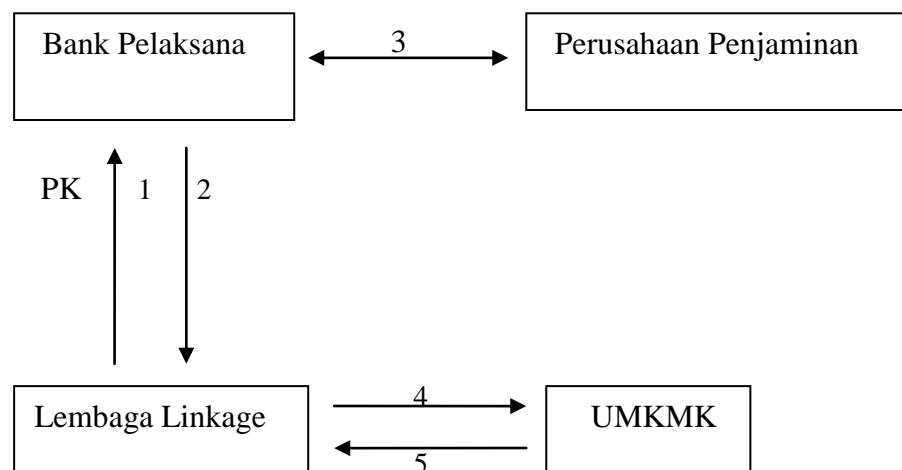 Bank Pelaksana
3
Perusahaan Penjaminan
PK
1
2
Lembaga Linkage
4
UMKMK
5